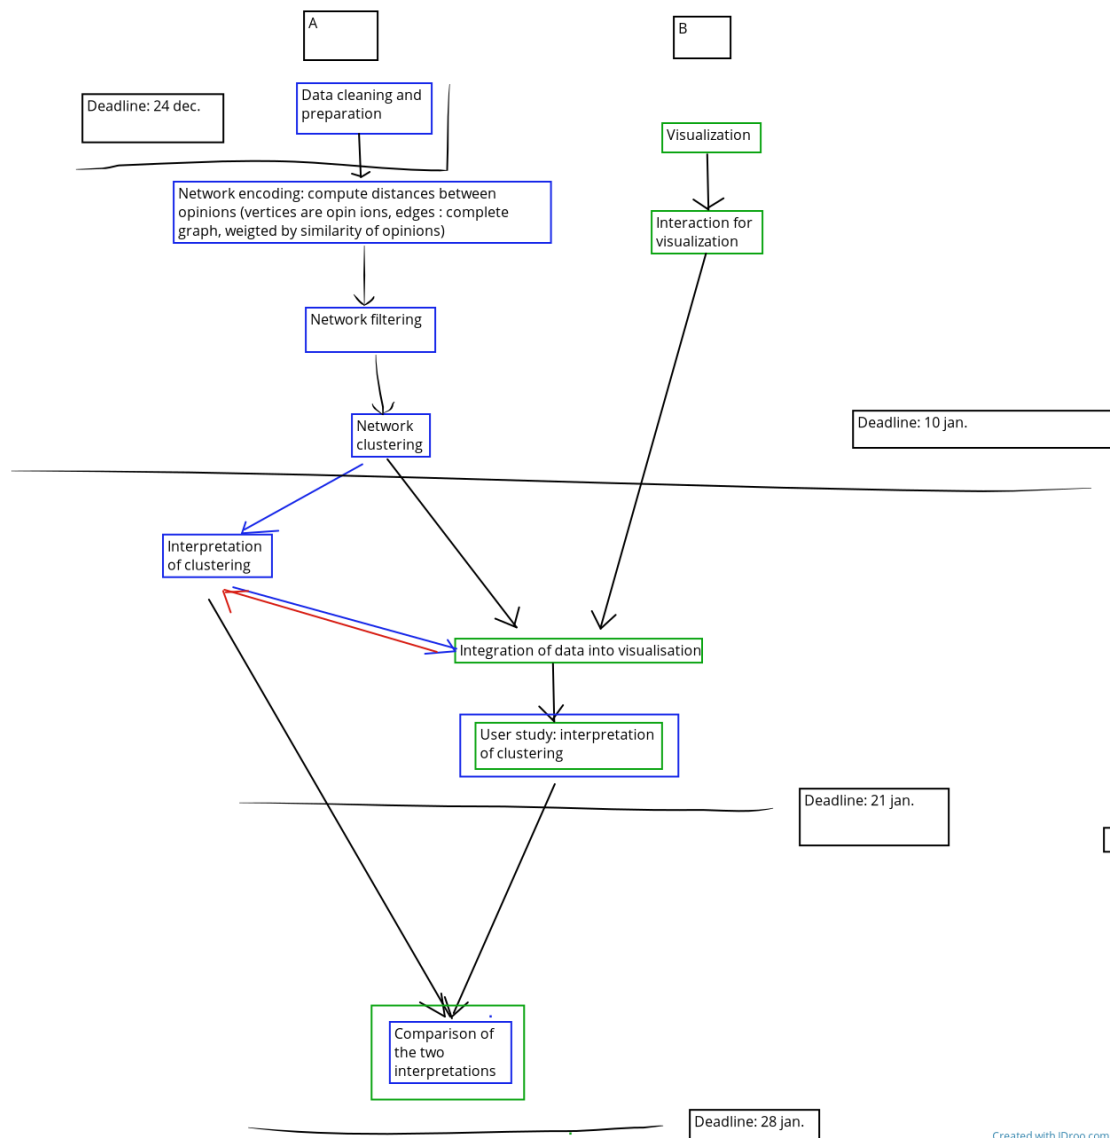 A
B
Data cleaning and
preparation
Deadline: 24 dec.
Visualization
Network encoding: compute distances between
opinions (vertices are opin ions, edges : complete
graph, weigted by similarity of opinions)
Interaction for
visualization
Network filtering
Network
clustering
Deadline: 10 jan.
Interpretation
of clustering
Integration of data into visualisation
User study: interpretation
of clustering
Deadline: 21 jan.
Comparison of
the two
interpretations
Deadline: 28 jan.
Created with IDroo.com